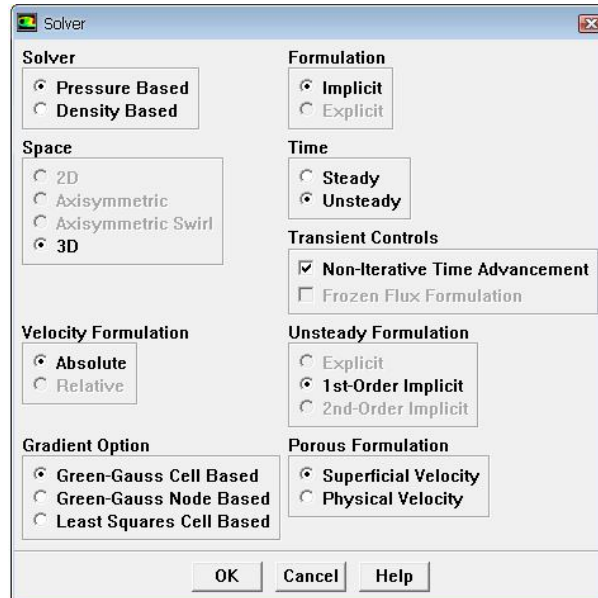 Solver
Solver
Pressure Based
Density Based
Formulation
Implicit
Explicit
Space
2D
Axisymmetric
Axisymmetric Swirl
3D
Time
Steady
Unsteady
Transient Controls
Non-Iterative Time Advancement
Frozen Flux Formulation
Velocity Formulation
Absolute
Relative
Unsteady Formulation
Explicit
1st-Order Implicit
2nd-Order Implicit
Gradient Option
Green-Gauss Cell Based
Green-Gauss Node Based
Least Squares Cell Based
Porous Formulation
Superficial Velocity
Physical Velocity
OK
Cancel
Help